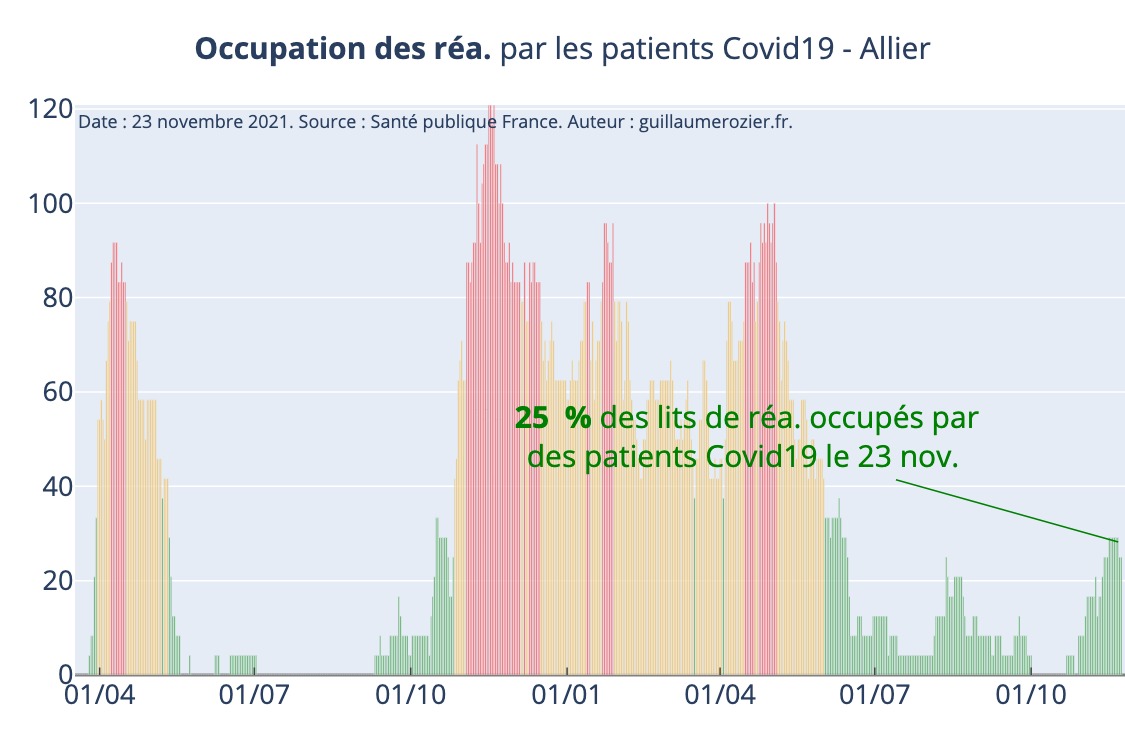 Occupation des réa. par les patients Covid19 - Allier
120
Date : 23 novembre 2021. Source : Santé publique France. Auteur : guillaumerozier.fr.
100
80
60
25 % des lits de réa. occupés par
des patients Covid19 le 23 nov.
40
20
0
01/04 01/07 01/10 01/01 01/04 01/07 01/10